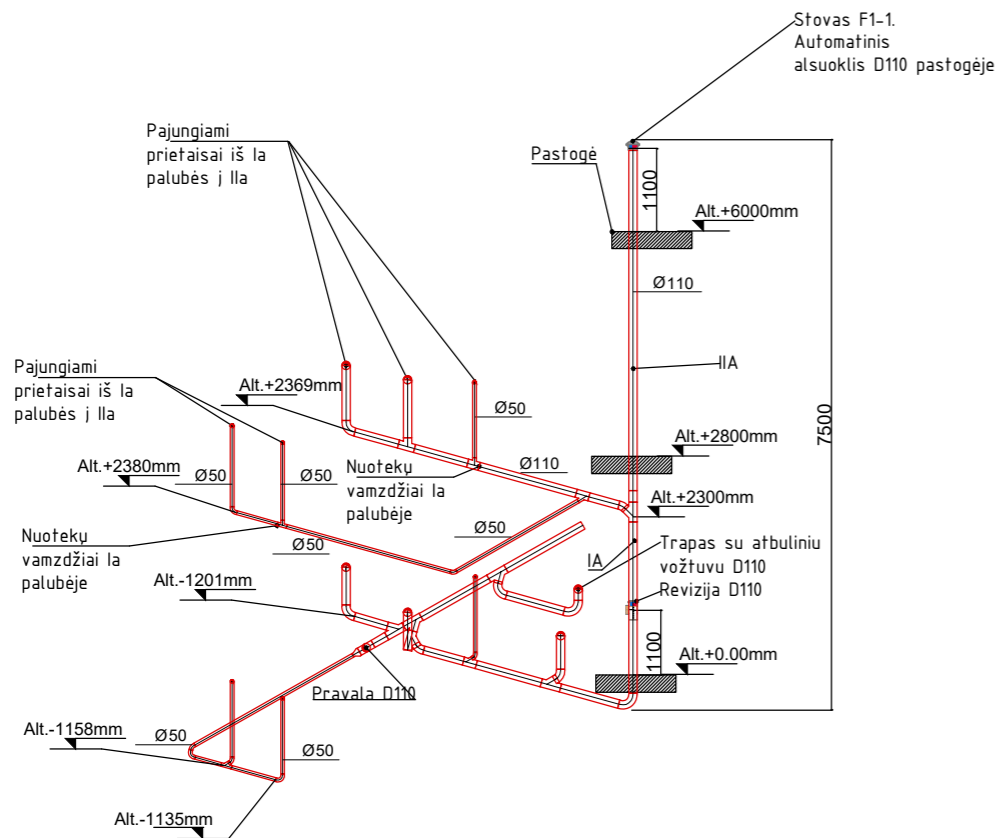 Stovas F1-1.
Automatinis
alsuoklis D110 pastogėje
Pajungiami
prietaisai iš Ia
palubės į IIa
Pastogė
1100
Alt.+6000mm
Ø110
IIA
7500
Pajungiami
prietaisai iš Ia
palubės į IIa
Alt.+2369mm
Ø50
Alt.+2800mm
Alt.+2380mm
Ø50
Ø50
Nuotekų
vamzdžiai Ia
palubėje
Ø110
Alt.+2300mm
Nuotekų
vamzdžiai Ia
palubėje
Ø50
Ø50
IA
Trapas su atbuliniu
vožtuvu D110
Revizija D110
Alt.-1201mm
1100
Alt.+0.00mm
Pravala D110
Alt.-1158mm
Ø50
Ø50
Alt.-1135mm